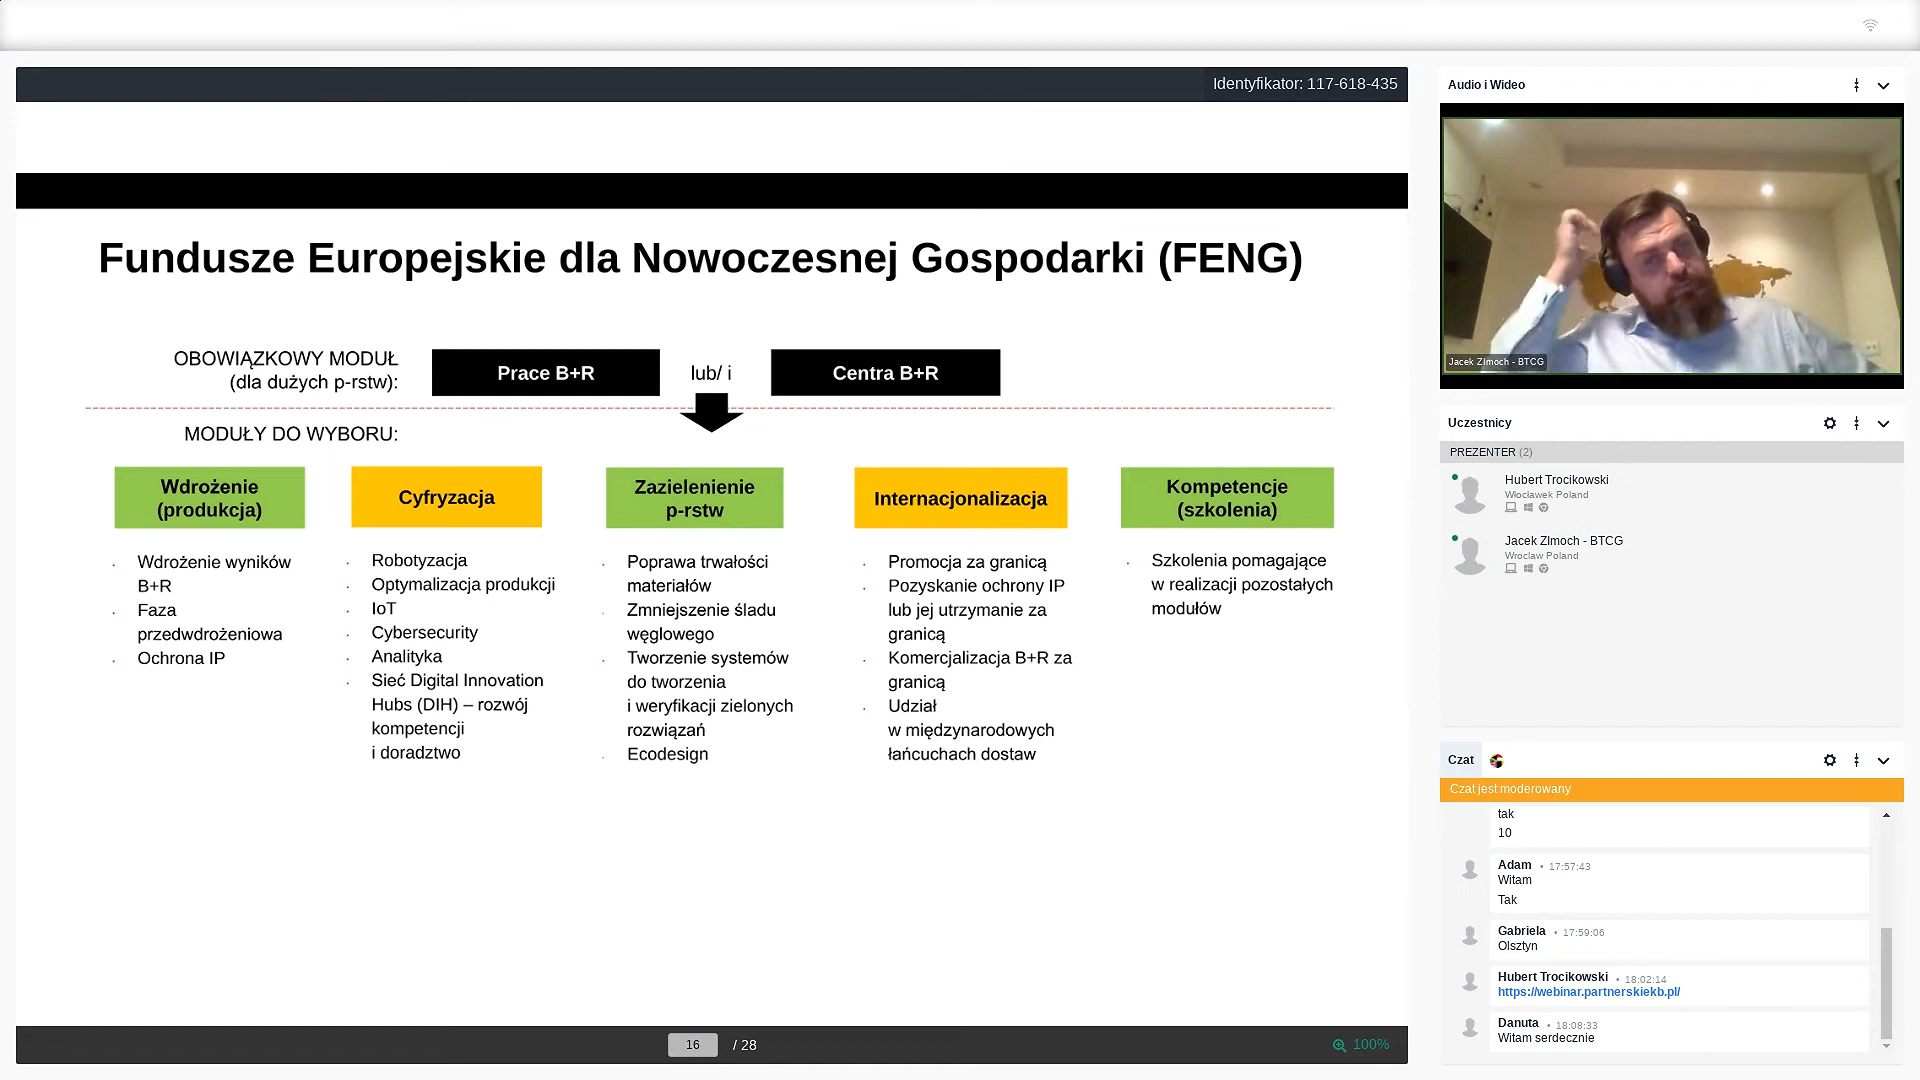 Identyfikator: 117-618-435
Fundusze Europejskie dla Nowoczesnej Gospodarki (FENG)
OBOWIĄZKOWY MODUŁ
(dla dużych p-rstw):
Prace B+R
lub/ i
Centra B+R
MODUŁY DO WYBORU:
Wdrożenie
(produkcja)
Wdrożenie wyników
B+R
Faza
przedwdrożeniowa
Ochrona IP
Cyfryzacja
Robotyzacja
Optymalizacja produkcji
IoT
Cybersecurity
Analityka
Sieć Digital Innovation
Hubs (DIH) – rozwój
kompetencji
i doradztwo
Zazielenienie
p-rstw
Poprawa trwałości
materiałów
Zmniejszenie śladu
węglowego
Tworzenie systemów
do tworzenia
i weryfikacji zielonych
rozwiązań
Ecodesign
Internacjonalizacja
Promocja za granicą
Pozyskanie ochrony IP
lub jej utrzymanie za
granicą
Komercjalizacja B+R za
granicą
Udział
w międzynarodowych
łańcuchach dostaw
Kompetencje
(szkolenia)
Szkolenia pomagające
w realizacji pozostałych
modułów
16 / 28
100%
Audio i Wideo
Jacek ZImoch - BTCG
Uczestnicy
PREZENTER (2)
Hubert Trocikowski
Włocławek Poland
Jacek ZImoch - BTCG
Wroclaw Poland
Czat
Czat jest moderowany
tak
10
Adam • 17:57:43
Witam
Tak
Gabriela • 17:59:06
Olsztyn
Hubert Trocikowski • 18:02:14
https://webinar.partnerskiekb.pl/
Danuta • 18:08:33
Witam serdecznie